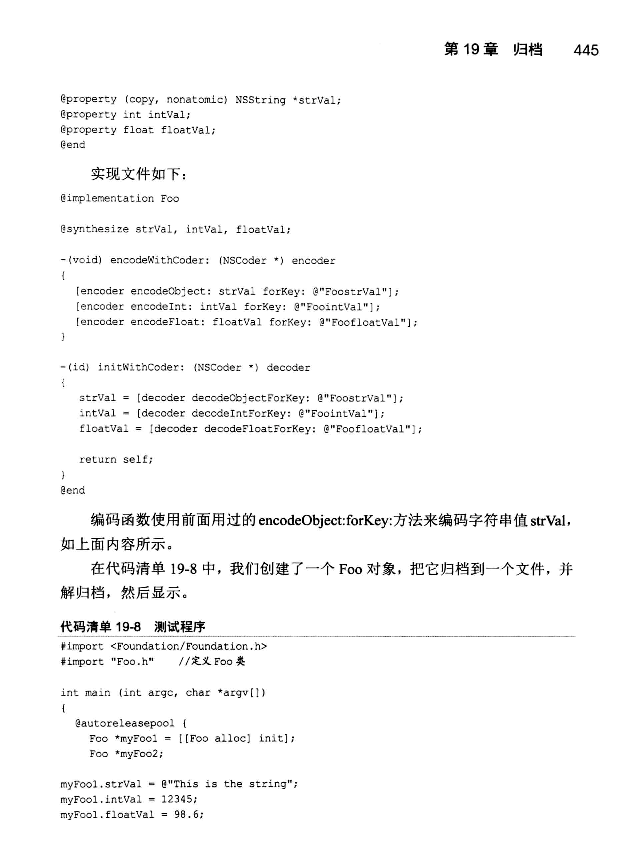 第 19 章 归档 445
@property (copy, nonatomic) NSString *strVal;
@property int intVal;
@property float floatVal;
@end
实现文件如下：
@implementation Foo
@synthesize strVal, intVal, floatVal;
-(void) encodeWithCoder: (NSCoder *) encoder
{
[encoder encodeObject: strVal forKey: @"FoostrVal"];
[encoder encodeInt: intVal forKey: @"FoointVal"];
[encoder encodeFloat: floatVal forKey: @"FoofloatVal"];
}
-(id) initWithCoder: (NSCoder *) decoder
{
strVal = [decoder decodeObjectForKey: @"FoostrVal"];
intVal = [decoder decodeIntForKey: @"FoointVal"];
floatVal = [decoder decodeFloatForKey: @"FoofloatVal"];
return self;
}
@end
编码函数使用前面用过的 encodeObject:forKey:方法来编码字符串值 strVal，
如上面内容所示。
在代码清单 19-8 中，我们创建了一个 Foo 对象，把它归档到一个文件，并
解归档，然后显示。
代码清单 19-8 测试程序
#import <Foundation/Foundation.h>
#import "Foo.h" //定义 Foo 类
int main (int argc, char *argv[])
{
@autoreleasepool {
Foo *myFoo1 = [[Foo alloc] init];
Foo *myFoo2;
myFoo1.strVal = @"This is the string";
myFoo1.intVal = 12345;
myFoo1.floatVal = 98.6;